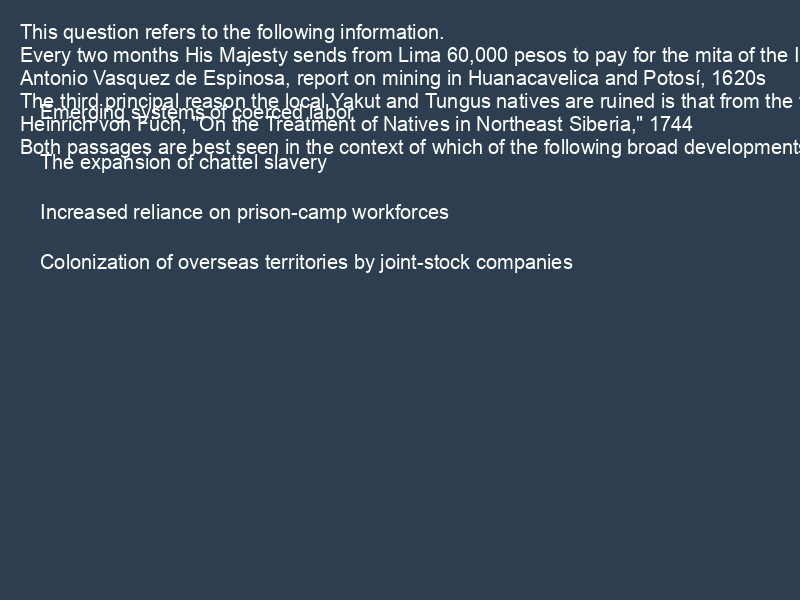 This question refers to the following information.
Every two months His Majesty sends from Lima 60,000 pesos to pay for the mita of the
Antonio Vasquez de Espinosa, report on mining in Huanacavelica and Potosí, 1620s
The third principal reason the local Yakut and Tungus natives are ruined is that from the
Emerging systems of coerced labor
Heinrich von Füch, "On the Treatment of Natives in Northeast Siberia," 1744
Both passages are best seen in the context of which of the following broad developments
The expansion of chattel slavery
Increased reliance on prison-camp workforces
Colonization of overseas territories by joint-stock companies